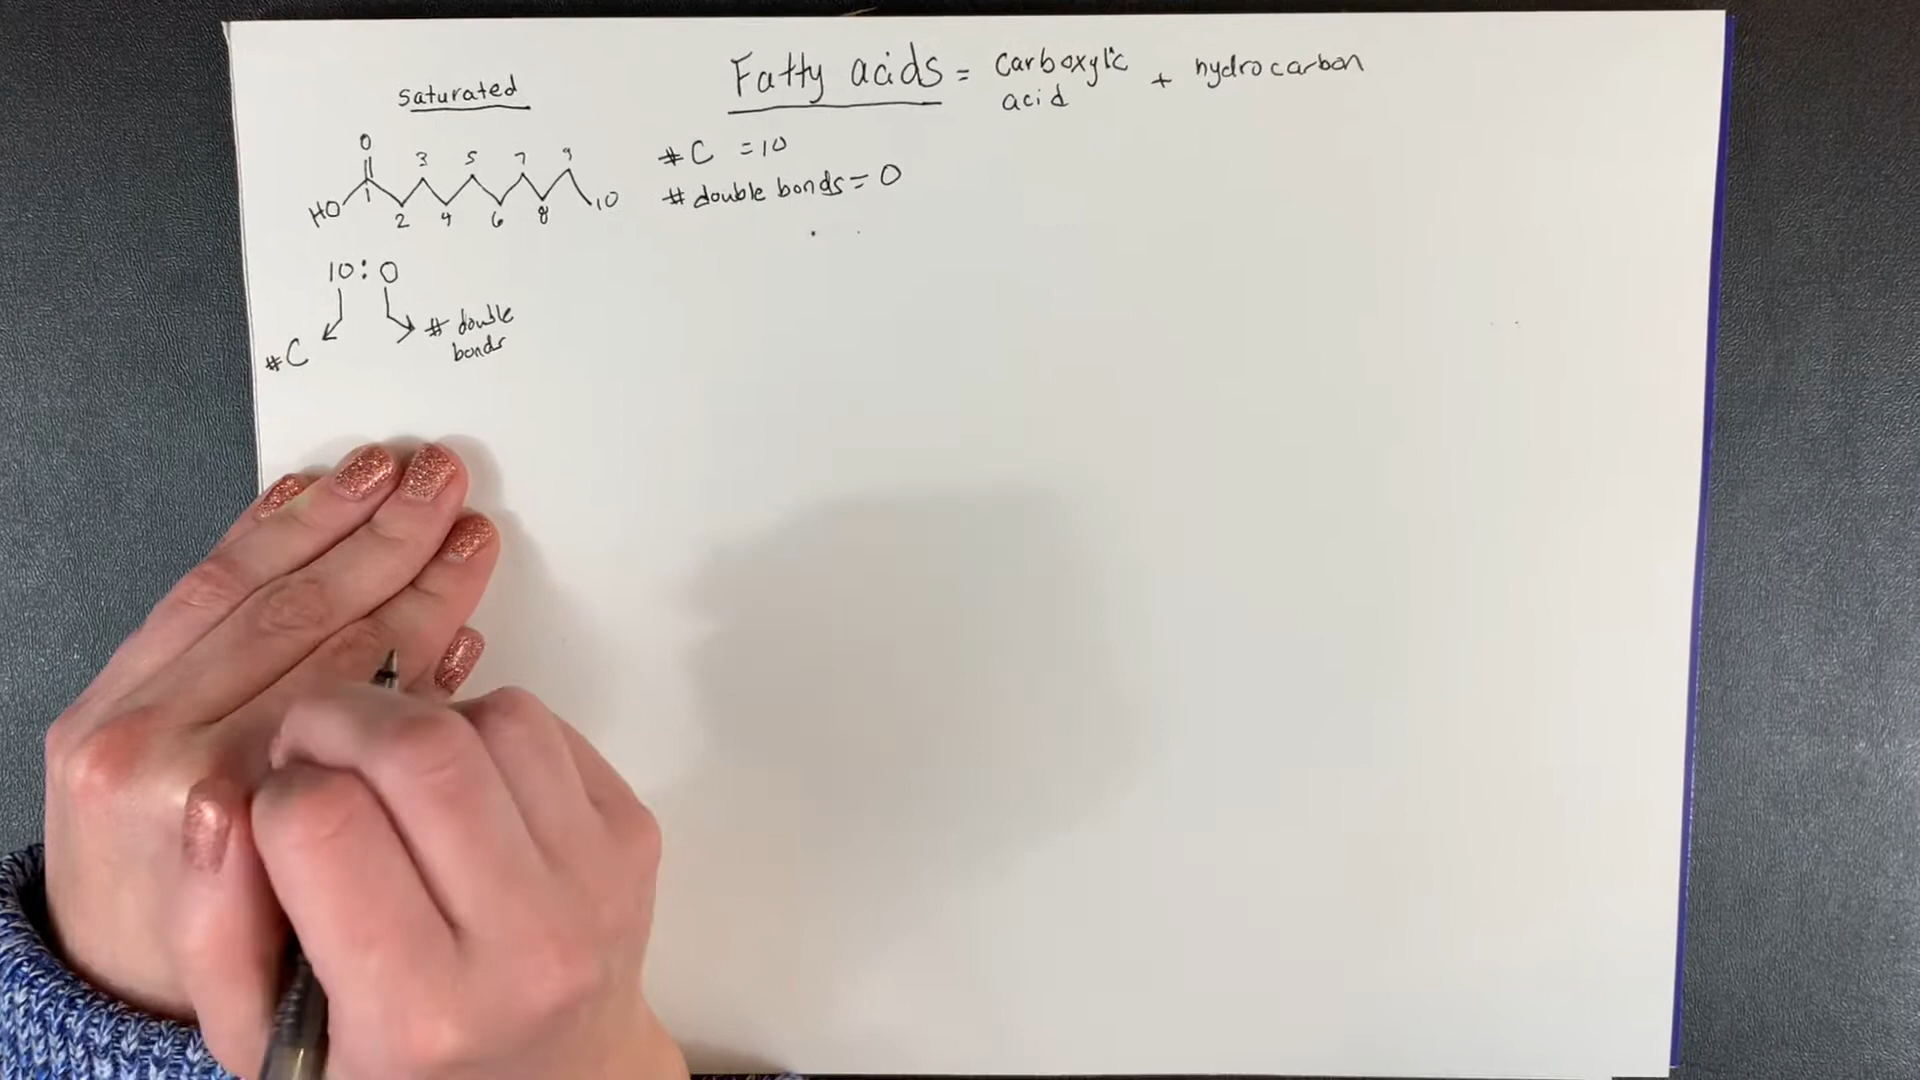 Fatty acids = carboxylic acid + hydrocarbon
saturated
O
HO 1 2 3 4 5 6 7 8 9 10
#C = 10
# double bonds = 0
10:0
#C
# double
bonds